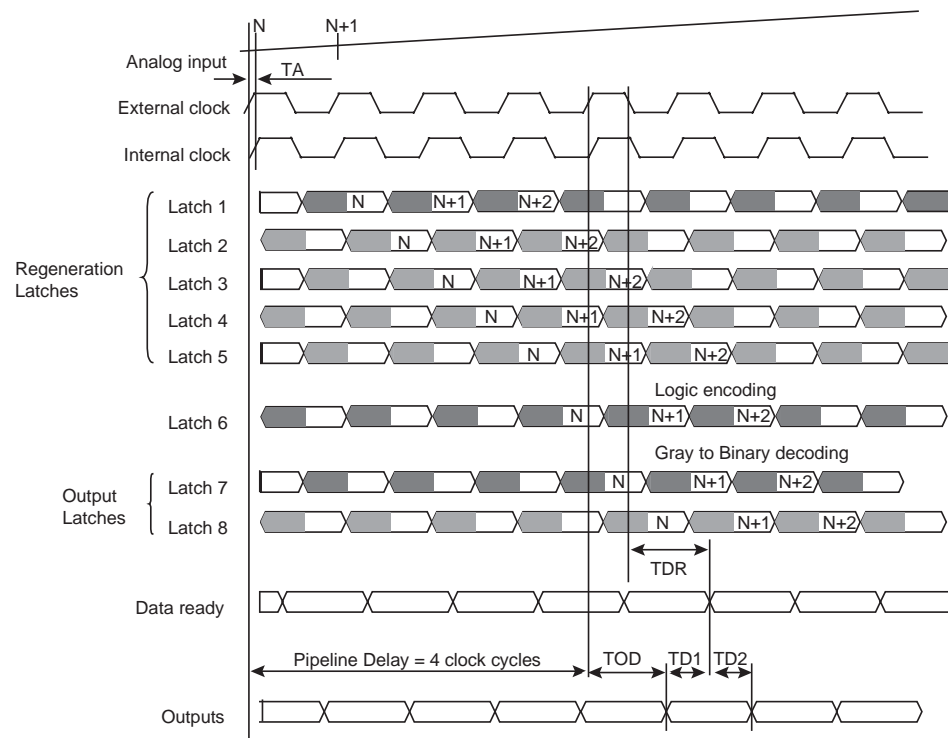 N N+1
Analog input
TA
External clock
Internal clock
Latch 1 N N+1 N+2
Latch 2 N N+1 N+2
Regeneration
Latches
Latch 3 N N+1 N+2
Latch 4 N N+1 N+2
Latch 5 N N+1 N+2
Logic encoding
Latch 6 N N+1 N+2
Gray to Binary decoding
Output
Latches
Latch 7 N N+1 N+2
Latch 8 N N+1 N+2
TDR
Data ready
Pipeline Delay = 4 clock cycles TOD TD1 TD2
Outputs